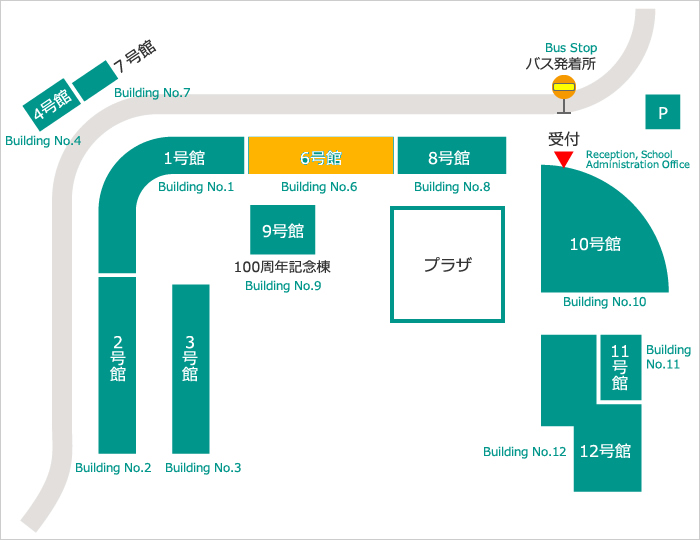 Bus Stop
バス発着所
7号館
Building No.7
4号館
Building No.4
P
受付
Reception, School
Administration Office
1号館
Building No.1
6号館
Building No.6
8号館
Building No.8
9号館
100周年記念棟
Building No.9
プラザ
10号館
Building No.10
2号館
Building No.2
3号館
Building No.3
11号館
Building
No.11
Building No.12
12号館